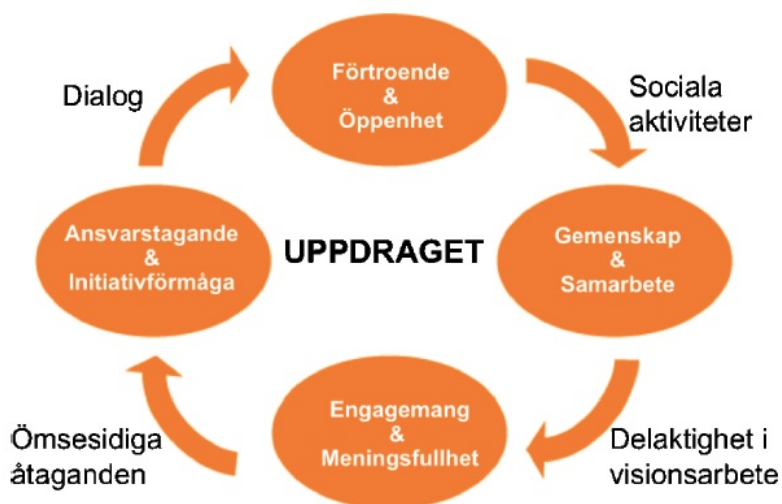 Förtroende
&
Öppenhet
Sociala
aktiviteter
Gemenskap
&
Samarbete
Delaktighet i
visionsarbete
Engagemang
&
Meningsfullhet
Ömsesidiga
åtaganden
Ansvarstagande
&
Initiativförmåga
Dialog
UPPDRAGET